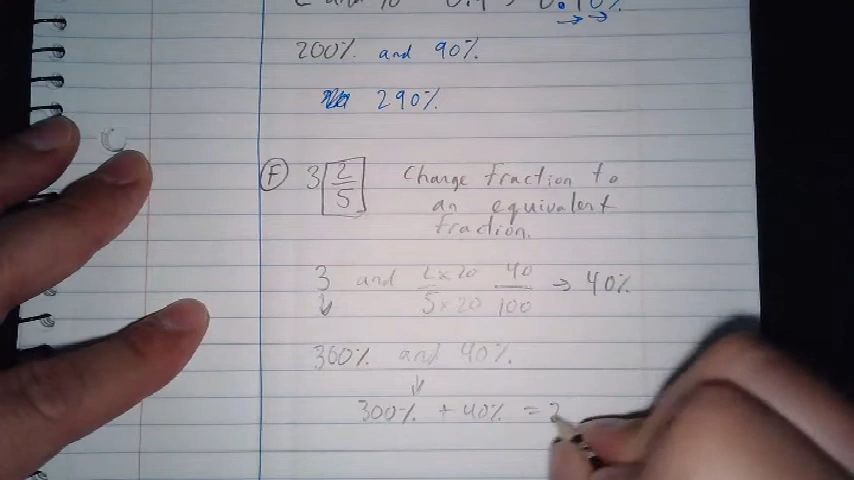 200% and 90%
290%
F 3 2/5 Change fraction to
an equivalent
fraction.
3 and 2 x 20 / 5 x 20 40/100 → 40%
↓
300% and 40%.
↓
300% + 40% =